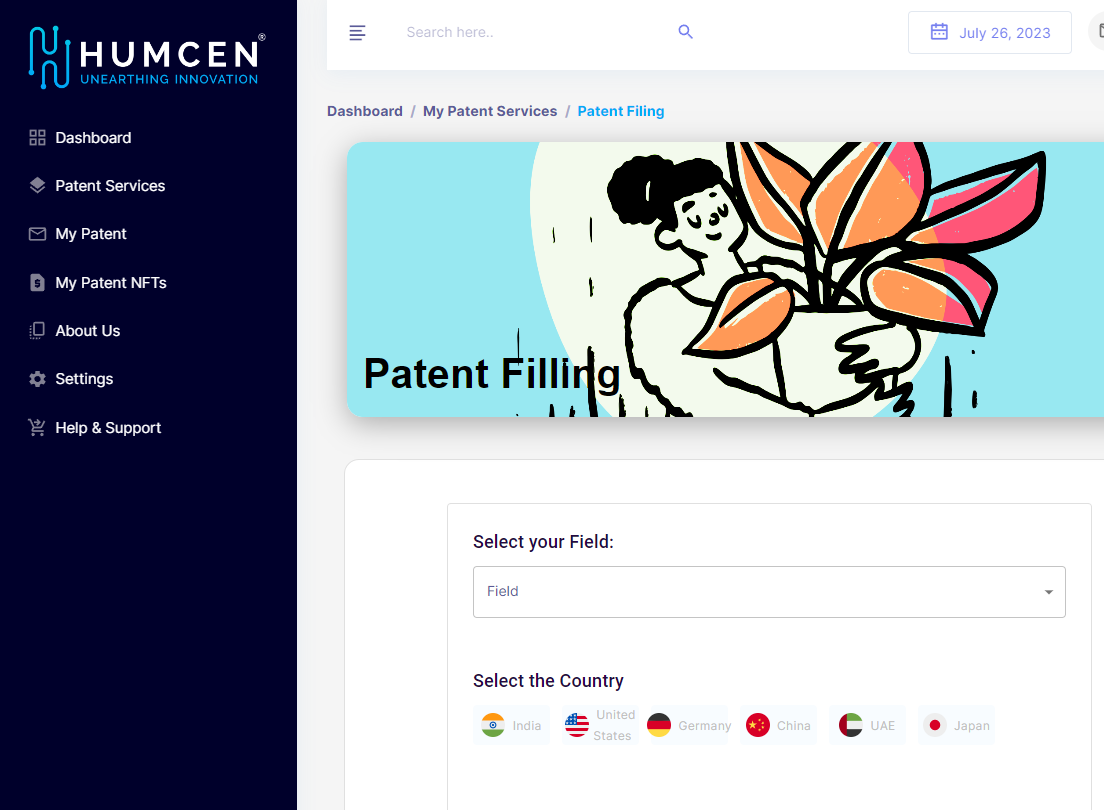 HUMCEN®
UNEARTHING INNOVATION
Dashboard
Patent Services
My Patent
My Patent NFTs
About Us
Settings
Help & Support
Search here..
July 26, 2023
Dashboard / My Patent Services / Patent Filing
Patent Filling
Select your Field:
Field
Select the Country
India
United
States
Germany
China
UAE
Japan